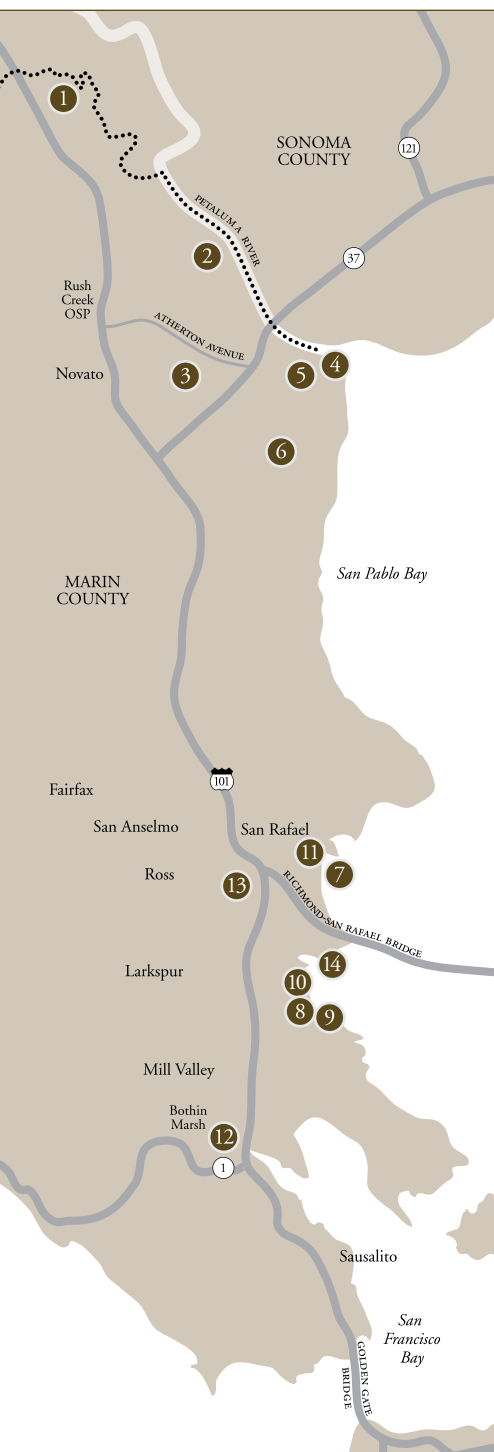 1
SONOMA
COUNTY
121
PETALUMA RIVER
2
37
Rush
Creek
OSP
ATHERTON AVENUE
Novato
3
5
4
6
San Pablo Bay
MARIN
COUNTY
101
Fairfax
San Anselmo
San Rafael
11
7
Ross
13
RICHMOND-SAN RAFAEL BRIDGE
Larkspur
14
10
8
9
Mill Valley
Bothin
Marsh
12
1
Sausalito
San
Francisco
Bay
GOLDEN GATE
BRIDGE